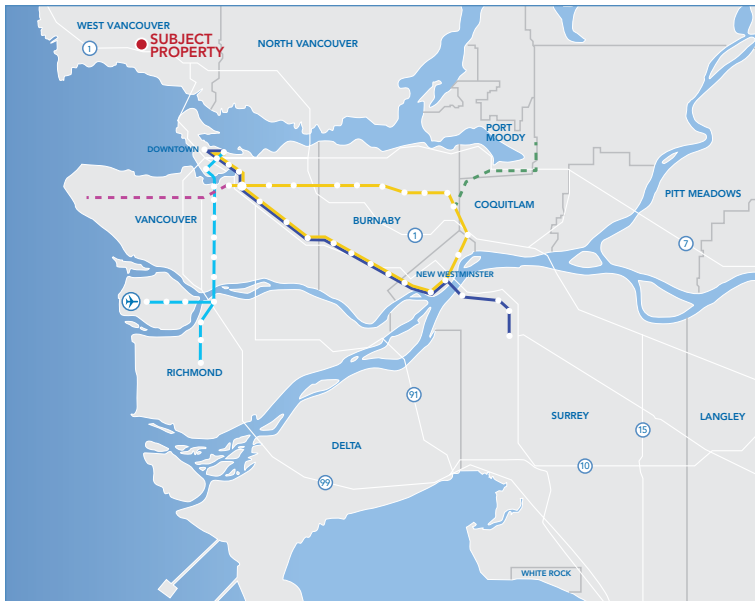 WEST VANCOUVER
SUBJECT
PROPERTY
1
NORTH VANCOUVER
PORT
MOODY
DOWNTOWN
PITT MEADOWS
COQUITLAM
VANCOUVER
BURNABY
1
7
NEW WESTMINSTER
RICHMOND
91
SURREY
LANGLEY
15
DELTA
10
99
WHITE ROCK